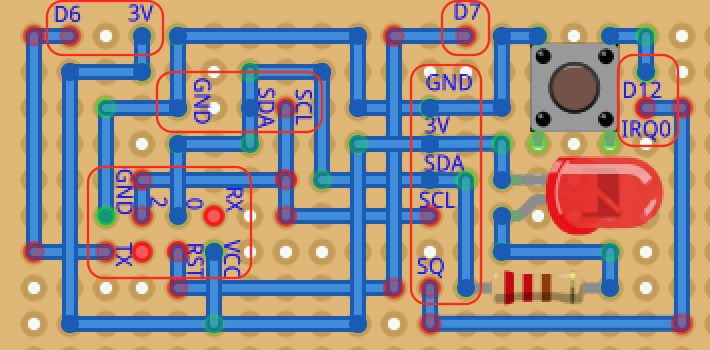 D6 3V D7
GND SDA SCL
GND
3V
SDA
SCL
SQ
D12
IRQ0
GND 2 0 RX
TX RST VCC